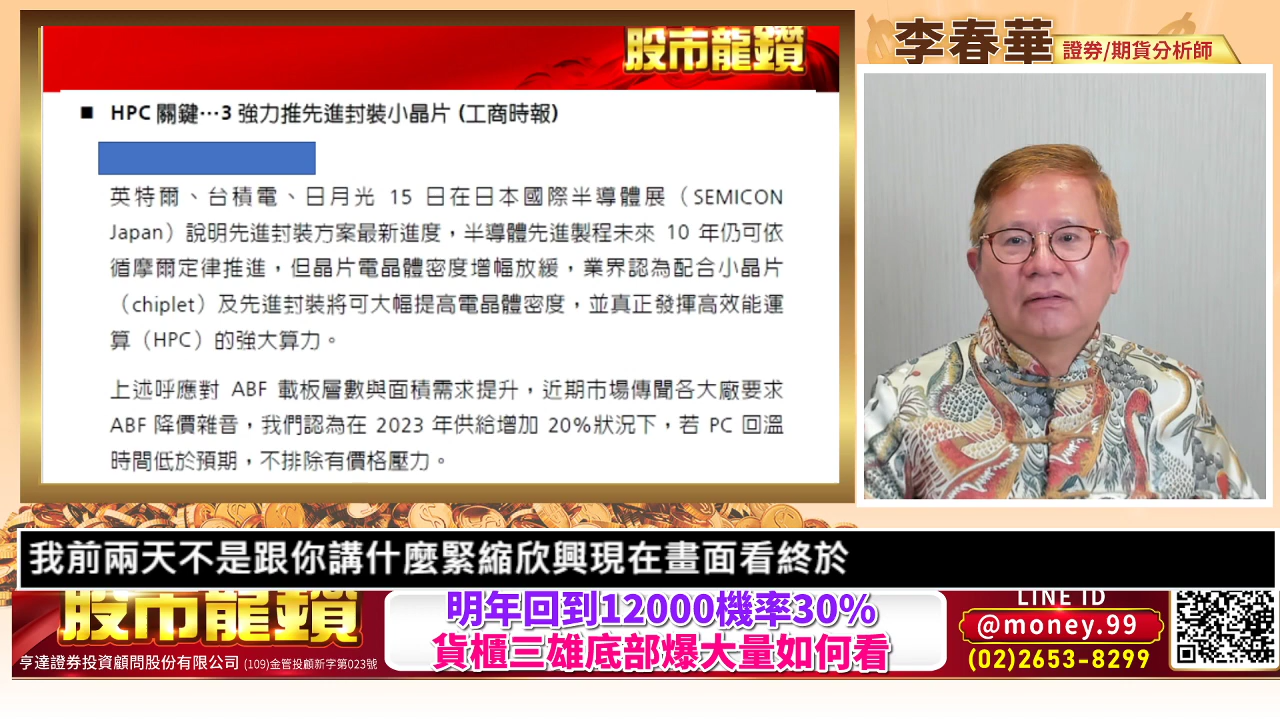 股市龍鑽
李春華 證券/期貨分析師
■ HPC 關鍵…3 強力推先進封裝小晶片 (工商時報)
英特爾、台積電、日月光 15 日在日本國際半導體展（SEMICON
Japan）說明先進封裝方案最新進度，半導體先進製程未來 10 年仍可依
循摩爾定律推進，但晶片電晶體密度增幅放緩，業界認為配合小晶片
（chiplet）及先進封裝將可大幅提高電晶體密度，並真正發揮高效能運
算（HPC）的強大算力。
上述呼應對 ABF 載板層數與面積需求提升，近期市場傳聞各大廠要求
ABF 降價雜音，我們認為在 2023 年供給增加 20%狀況下，若 PC 回溫
時間低於預期，不排除有價格壓力。
我前兩天不是跟你講什麼緊縮欣興現在畫面看終於
股市龍鑽
亨達證券投資顧問股份有限公司 (109)金管投顧新字第023號
明年回到12000機率30%
貨櫃三雄底部爆大量如何看
LINE ID
@money.99
(02)2653-8299